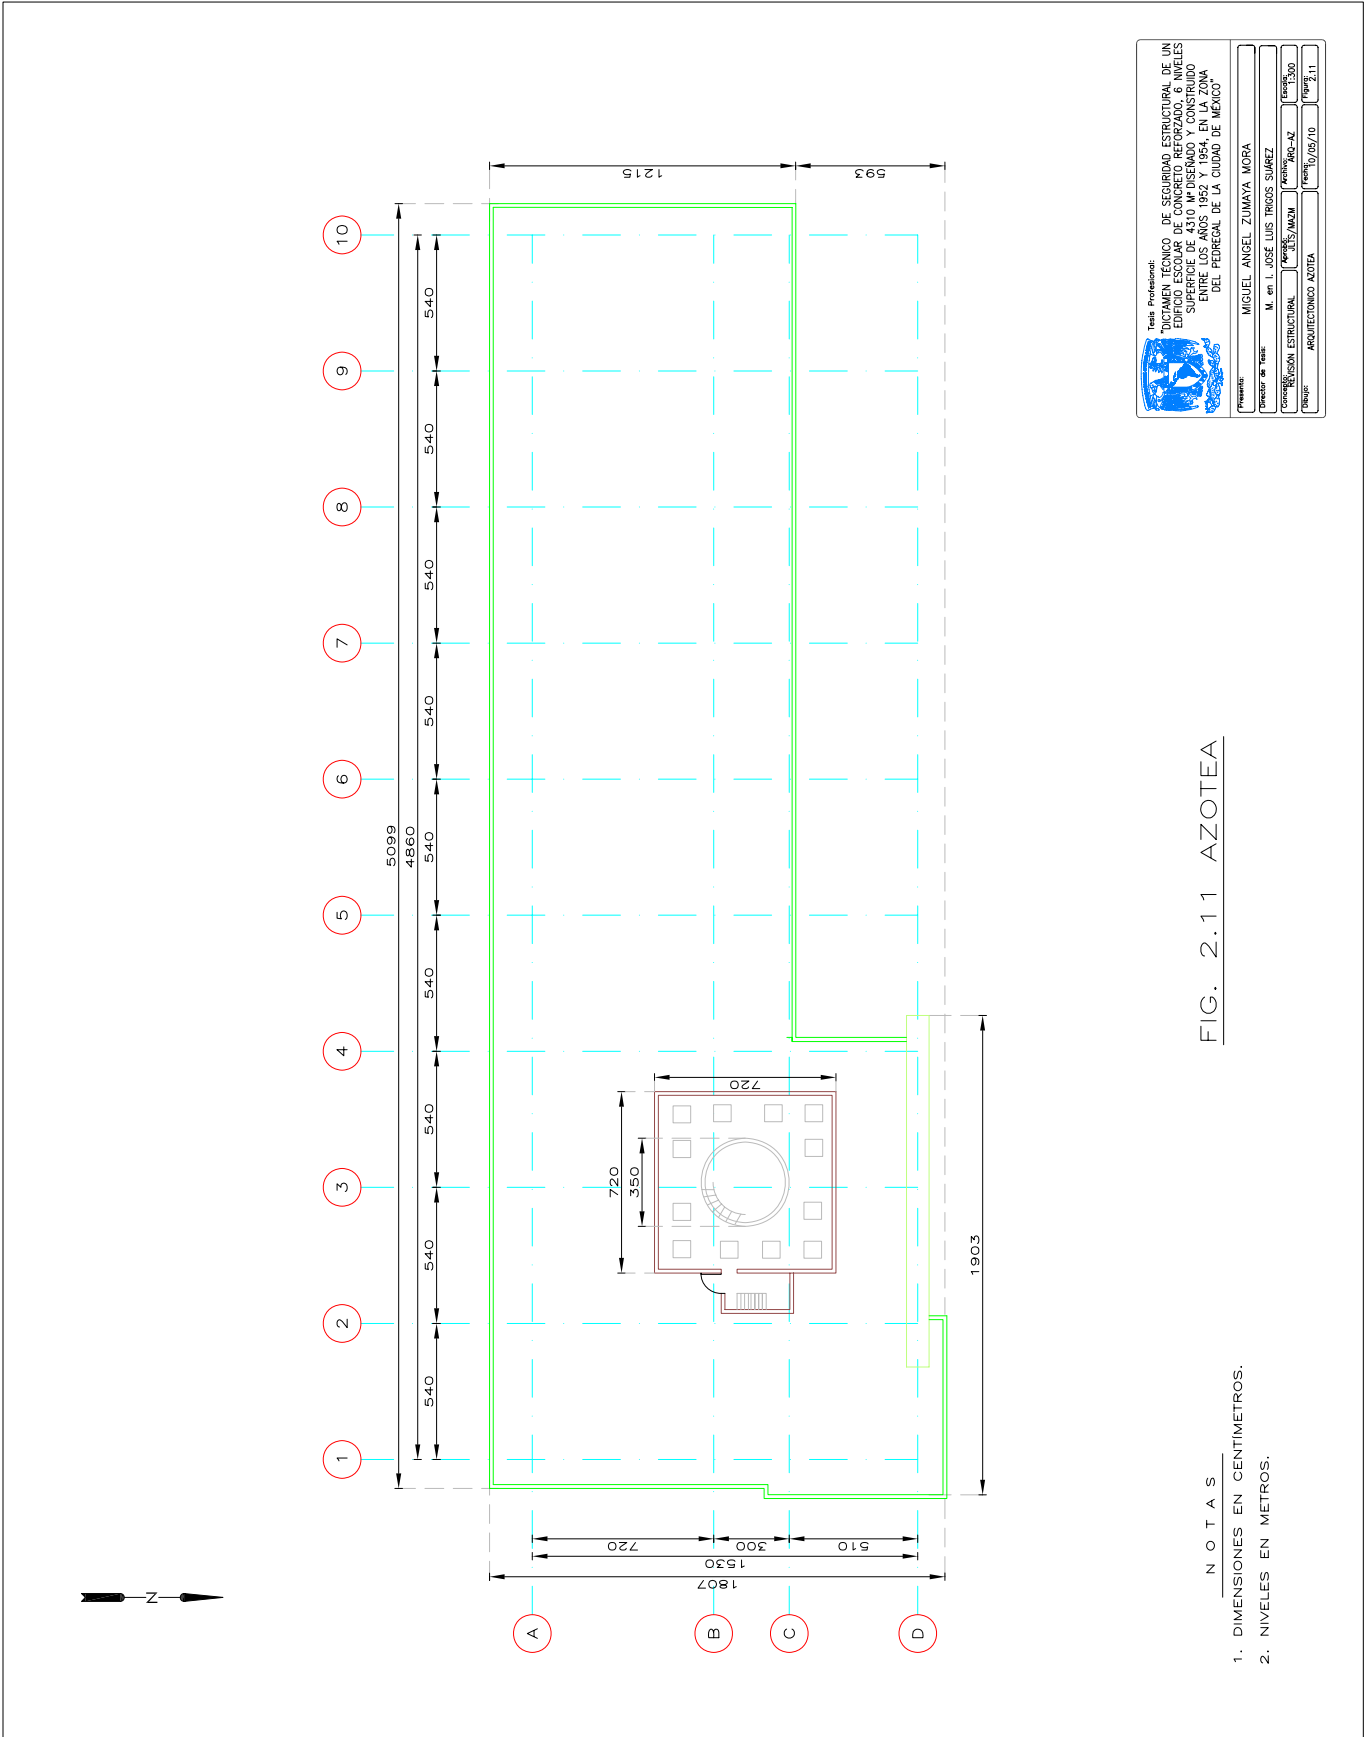 Tesis Profesional:
"DICTAMEN TÉCNICO DE SEGURIDAD ESTRUCTURAL DE UN
EDIFICIO ESCOLAR DE CONCRETO REFORZADO, 6 NIVELES
SUPERFICIE DE 4310 M² DISEÑADO Y CONSTRUIDO
ENTRE LOS AÑOS 1952 Y 1954, EN LA ZONA
DEL PEDREGAL DE LA CIUDAD DE MÉXICO"
Presentó:
MIGUEL ANGEL ZUMAYA MORA
Director de Tesis:
M. en I. JOSÉ LUIS TRIGOS SUÁREZ
Concepto:
REVISIÓN ESTRUCTURAL
Aprobó:
JLTS/MAZM
Archivo:
ARQ-AZ
Escala:
1:300
Dibujo:
ARQUITECTONICO AZOTEA
Fecha:
10/05/10
Figura:
2.11
1 2 3 4 5 6 7 8 9 10
5099
4860
540 540 540 540 540 540 540 540 540
A
B
C
D
720
300
510
1530
1807
1215
593
720
720
350
1903
N
FIG. 2.11 AZOTEA
N O T A S
1. DIMENSIONES EN CENTÍMETROS.
2. NIVELES EN METROS.